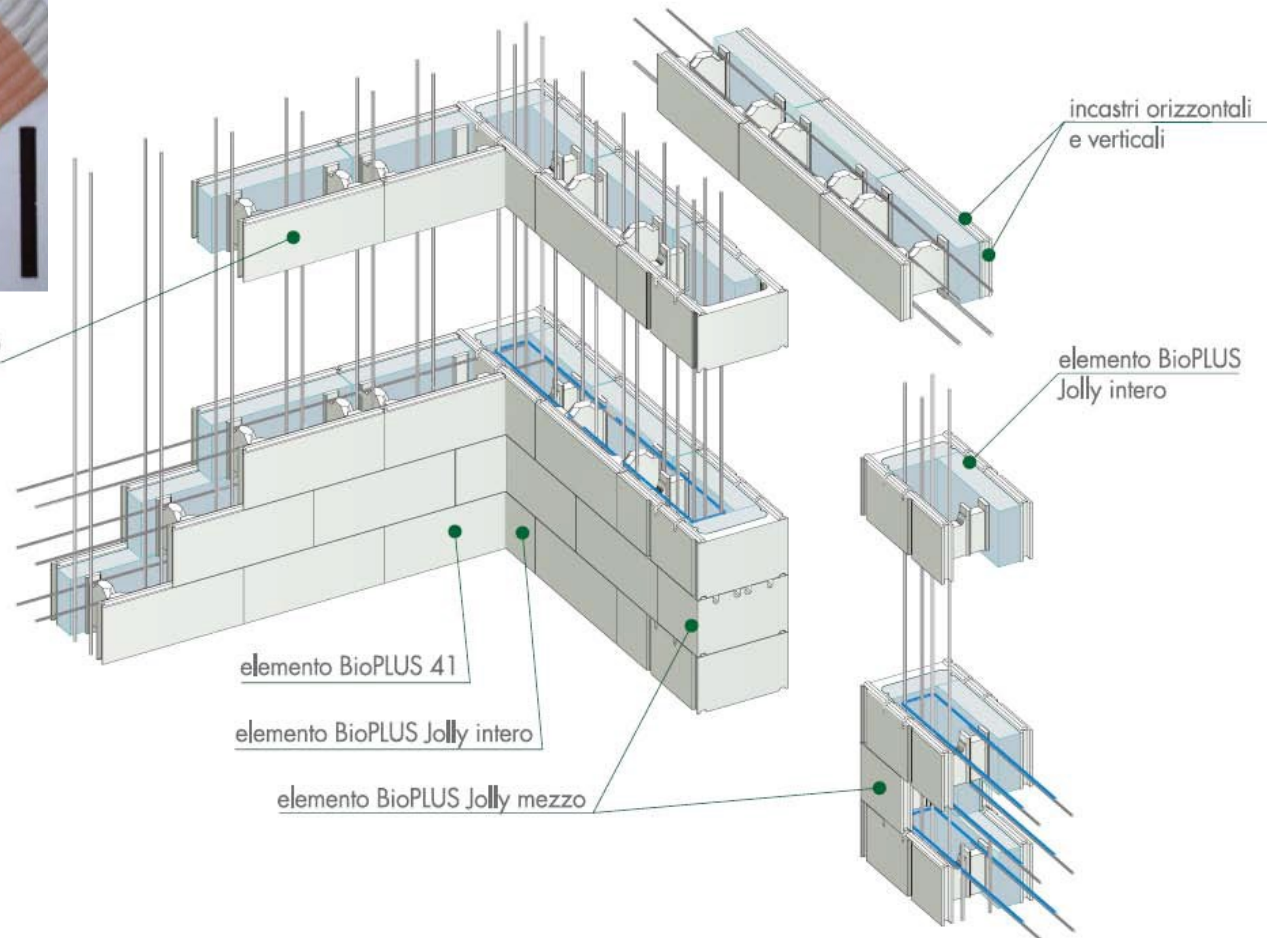 incastri orizzontali
e verticali
elemento BioPLUS
Jolly intero
elemento BioPLUS 41
elemento BioPLUS Jolly intero
elemento BioPLUS Jolly mezzo